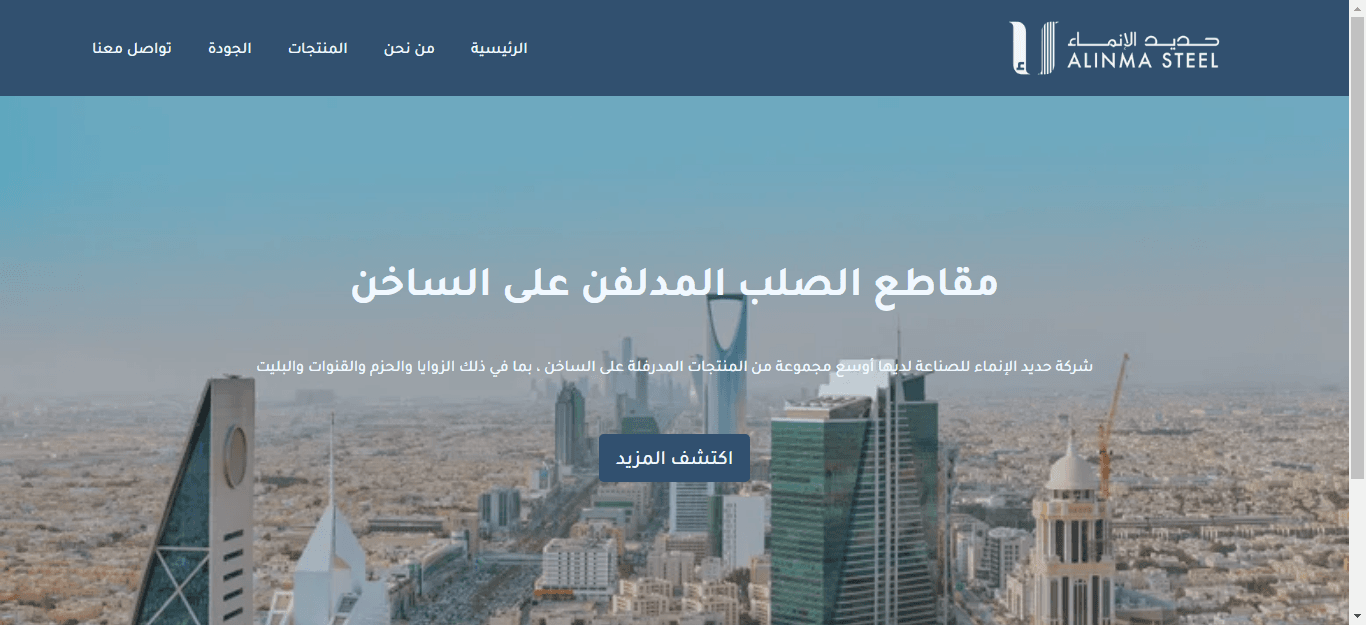 حديد الإنماء
ALINMA STEEL
الرئيسية من نحن المنتجات الجودة تواصل معنا
مقاطع الصلب المدلفن على الساخن
شركة حديد الإنماء للصناعة لديها أوسع مجموعة من المنتجات المدرفلة على الساخن ، بما في ذلك الزوايا والحزم والقنوات والبليت
اكتشف المزيد